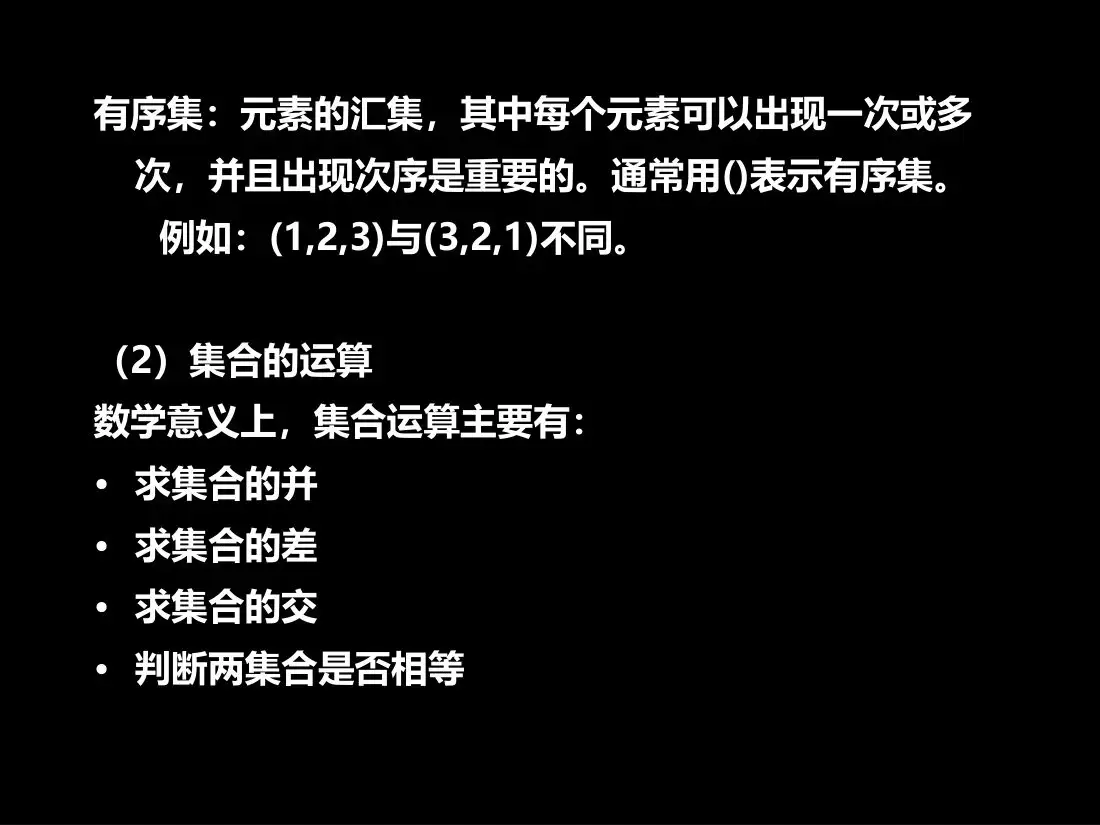 有序集：元素的汇集，其中每个元素可以出现一次或多
次，并且出现次序是重要的。通常用()表示有序集。
例如：(1,2,3)与(3,2,1)不同。
（2）集合的运算
数学意义上，集合运算主要有：
• 求集合的并
• 求集合的差
• 求集合的交
• 判断两集合是否相等